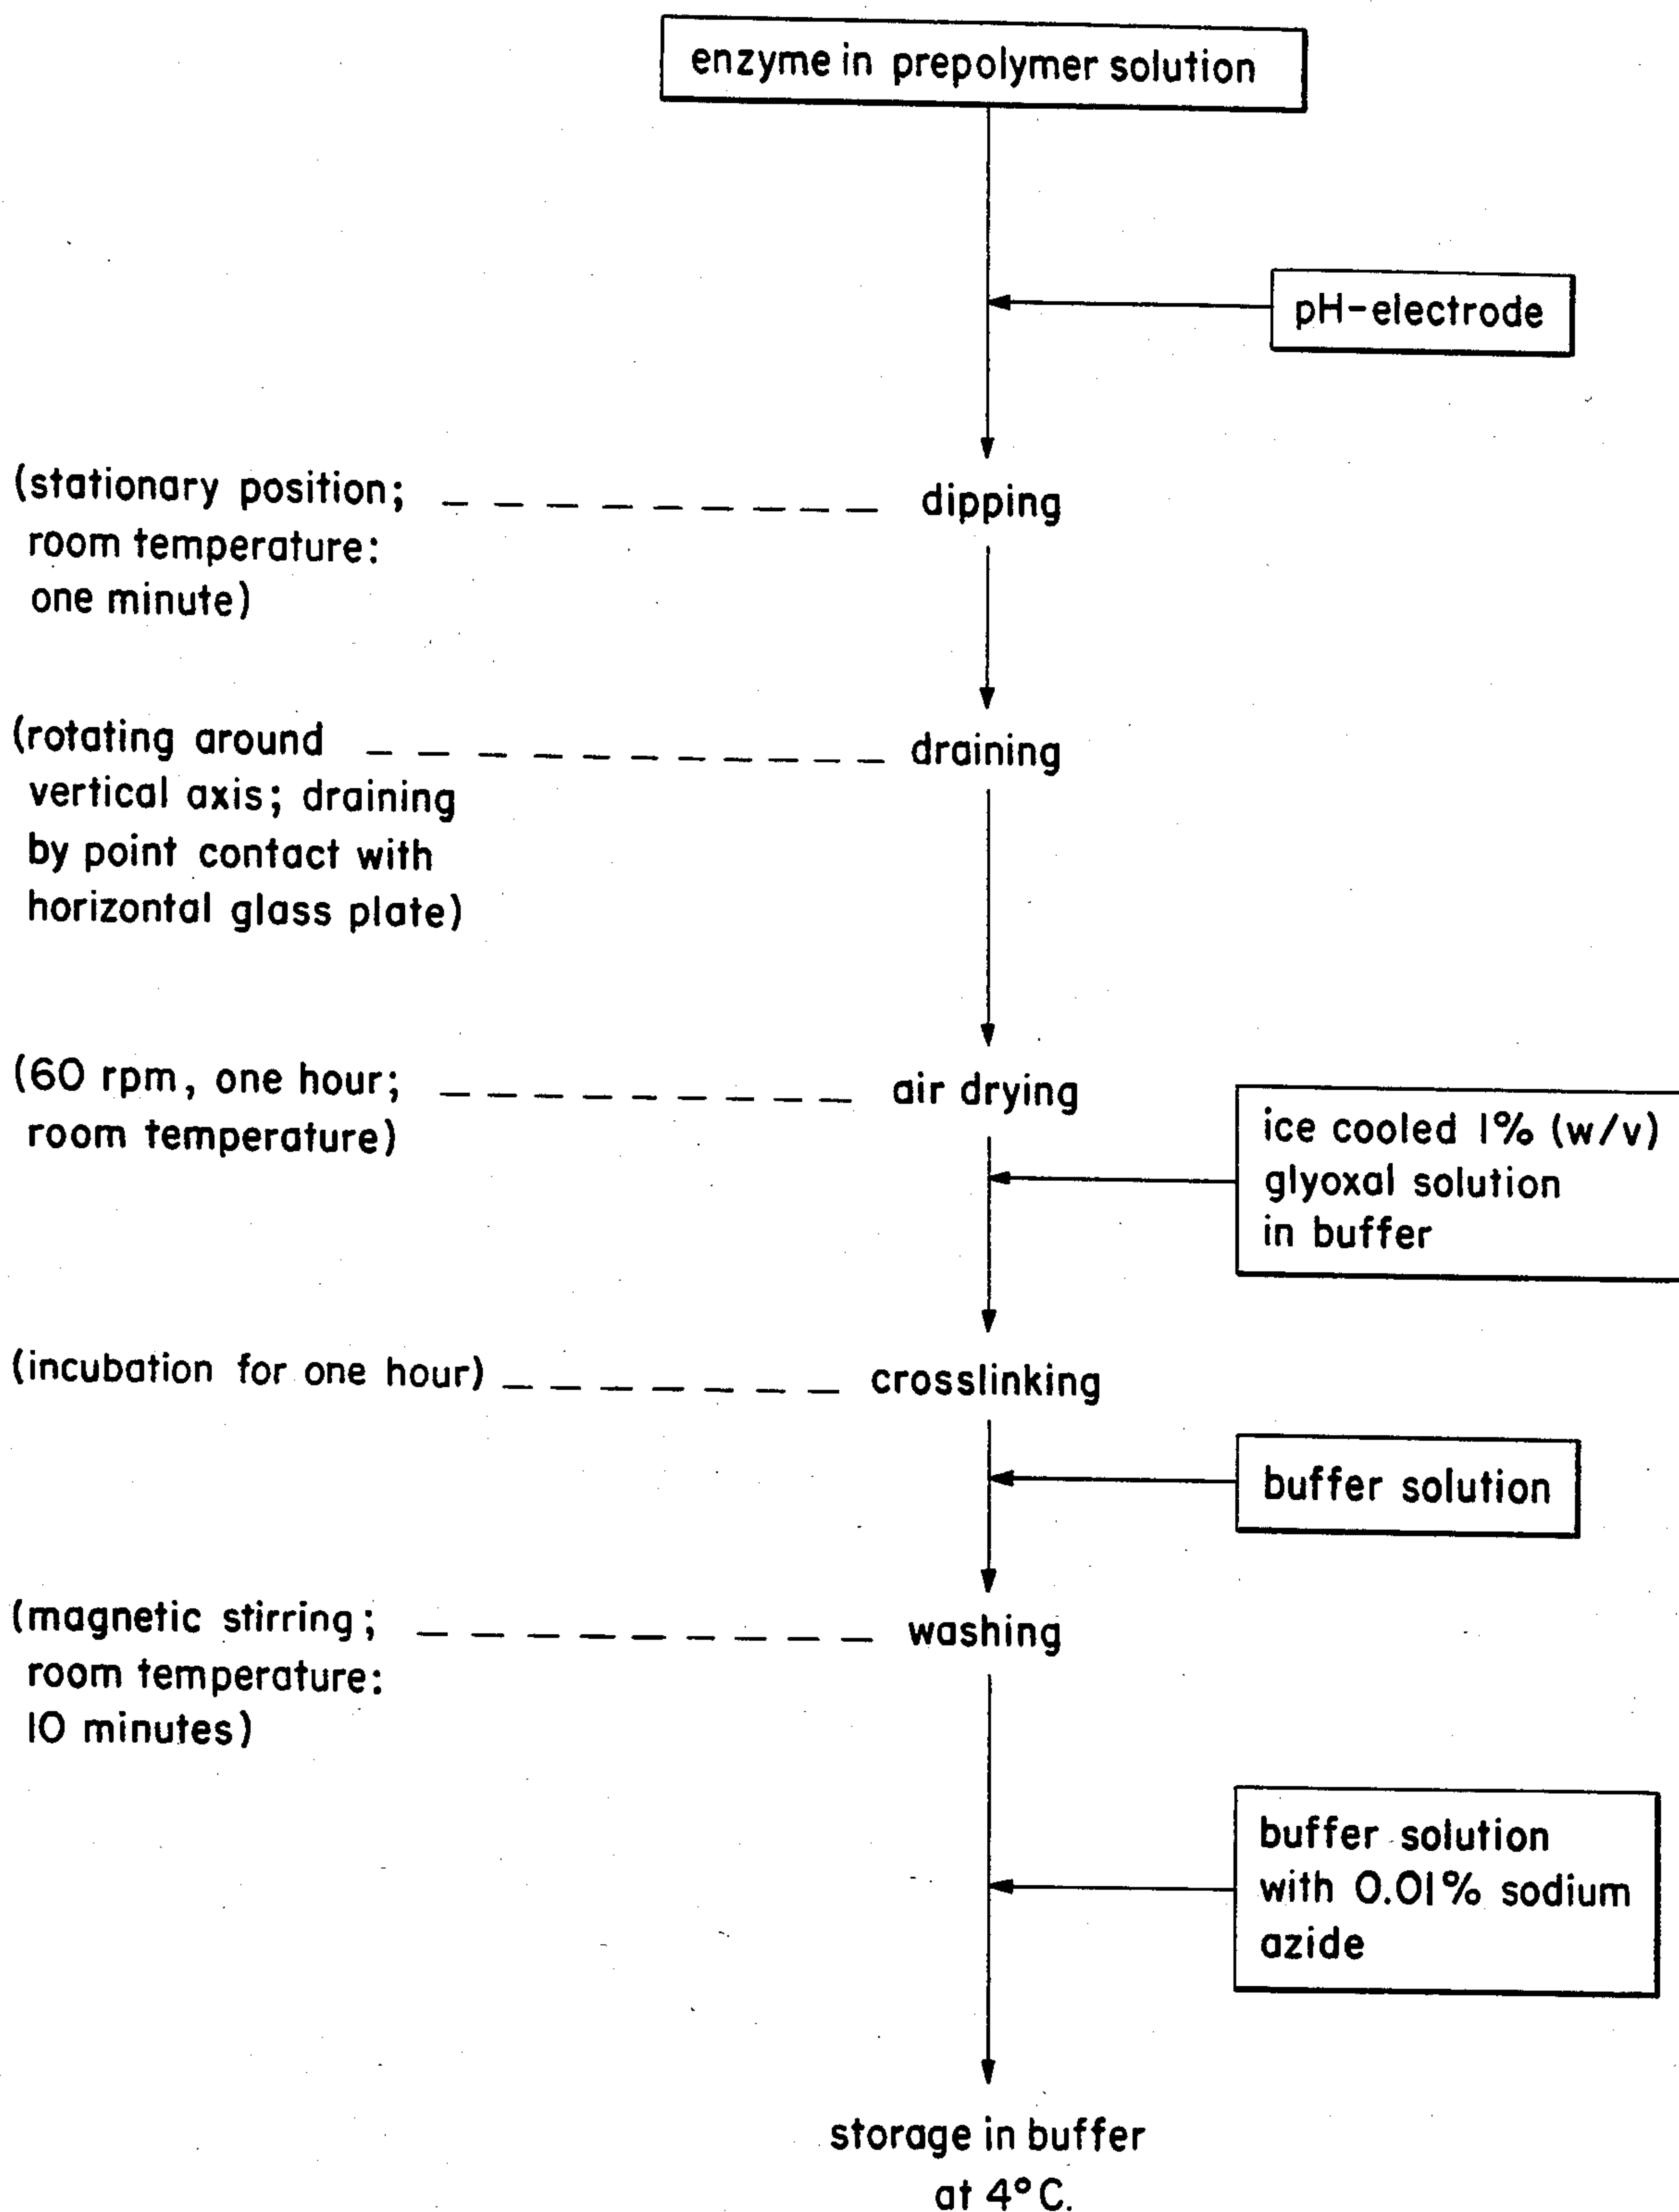 enzyme in prepolymer solution
pH-electrode
(stationary position;
room temperature:
one minute)
dipping
(rotating around
vertical axis; draining
by point contact with
horizontal glass plate)
draining
(60 rpm, one hour;
room temperature)
air drying
ice cooled 1% (w/v)
glyoxal solution
in buffer
(incubation for one hour)
crosslinking
buffer solution
(magnetic stirring;
room temperature:
10 minutes)
washing
buffer solution
with 0.01% sodium
azide
storage in buffer
at 4°C.